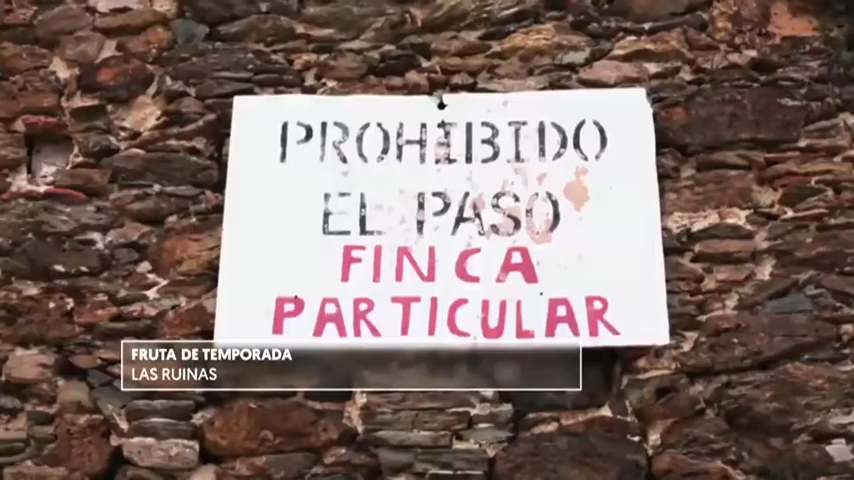 PROHIBIDO
EL PASO
FINCA
PARTICULAR
FRUTA DE TEMPORADA
LAS RUINAS